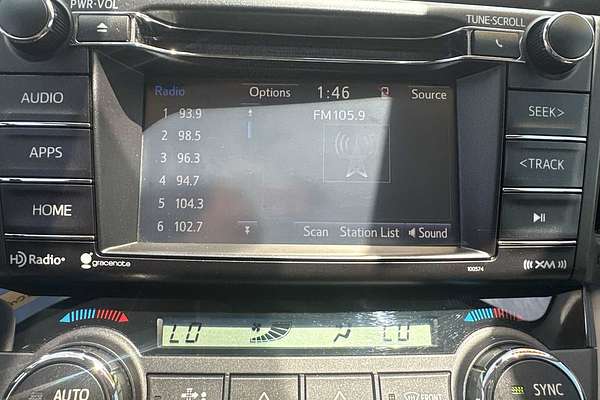 PWR•VOL
TUNE•SCROLL
AUDIO
APPS
HOME
HD Radio
gracenote
Radio
Options
1:46
Source
FM105.9
1 93.9
2 98.5
3 96.3
4 94.7
5 104.3
6 102.7
Scan
Station List
Sound
SEEK>
<TRACK
100574
XM
LO
LO
AUTO
FRONT
SYNC